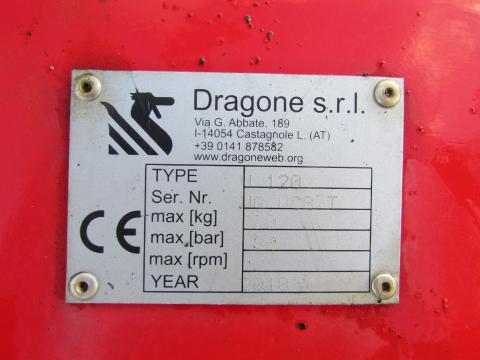 Dragone s.r.l.
Via G. Abbate, 189
I-14054 Castagnole L. (AT)
+39 0141 878582
www.dragoneweb.org
TYPE L 120
Ser. Nr.
max [kg]
max [bar]
max [rpm]
YEAR
CE